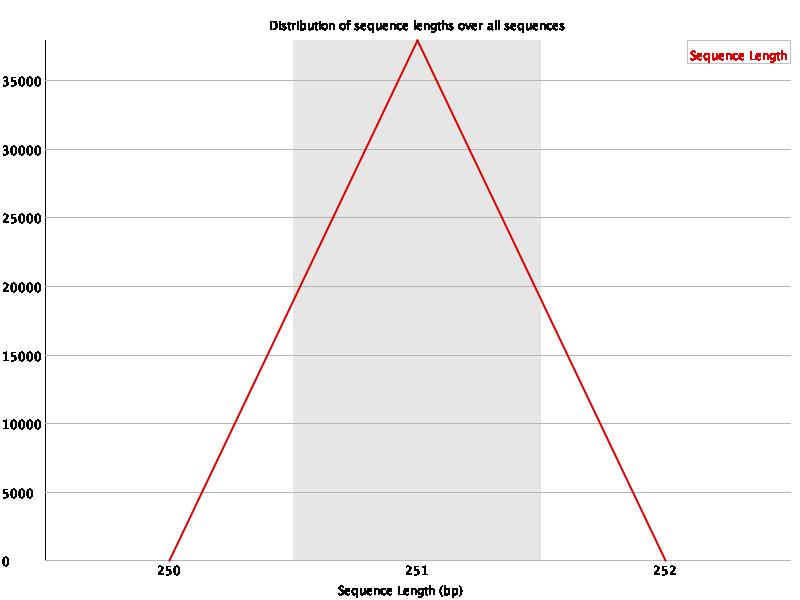 Distribution of sequence lengths over all sequences
Sequence Length
35000
30000
25000
20000
15000
10000
5000
0
250 251 252
Sequence Length (bp)